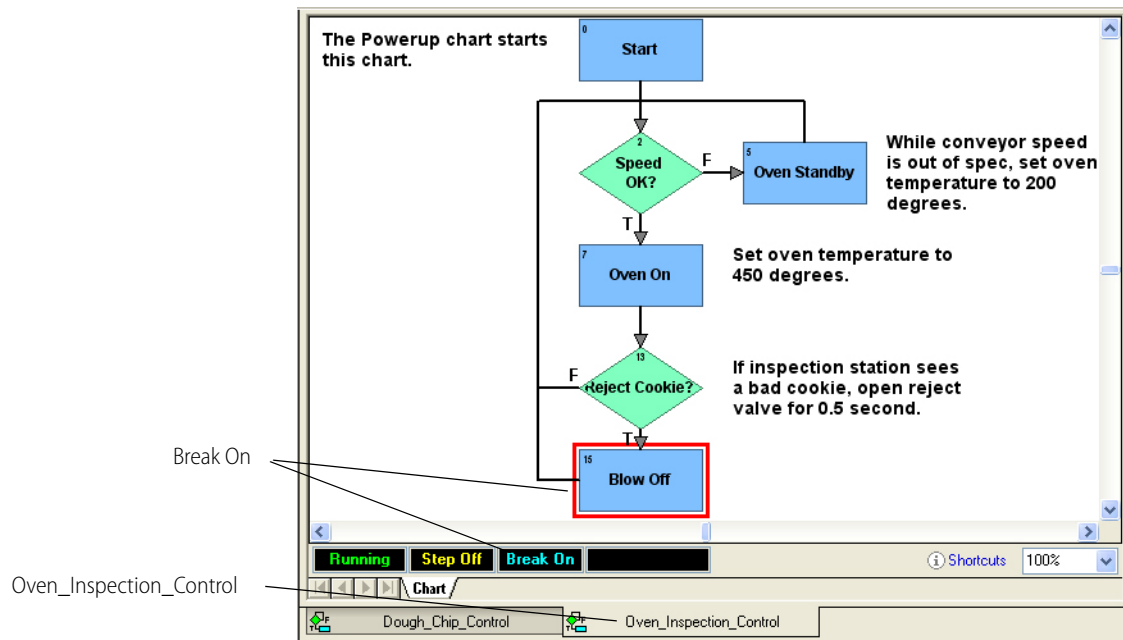 The Powerup chart starts
this chart.
0
Start
2
Speed
OK?
F
T
5
Oven Standby
While conveyor speed
is out of spec, set oven
temperature to 200
degrees.
7
Oven On
Set oven temperature to
450 degrees.
13
Reject Cookie?
F
T
If inspection station sees
a bad cookie, open reject
valve for 0.5 second.
15
Blow Off
Break On
Running
Step Off
Break On
Shortcuts
100%
Oven_Inspection_Control
Chart
Dough_Chip_Control
Oven_Inspection_Control